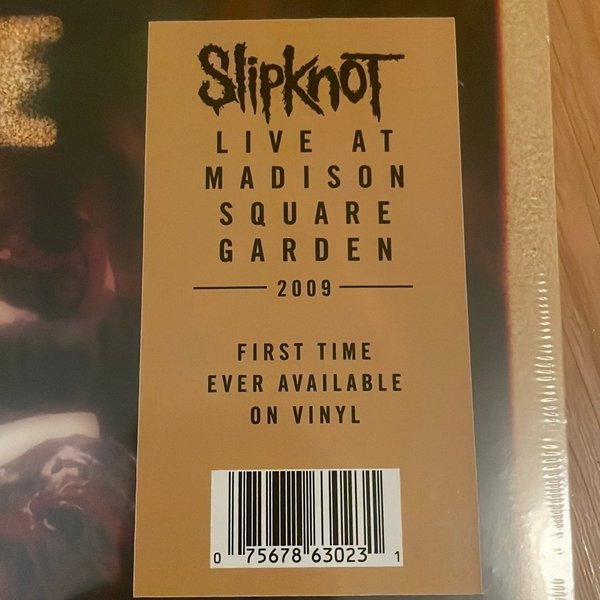 Slipknot
LIVE AT
MADISON
SQUARE
GARDEN
2009
FIRST TIME
EVER AVAILABLE
ON VINYL
0 75678 63023 1